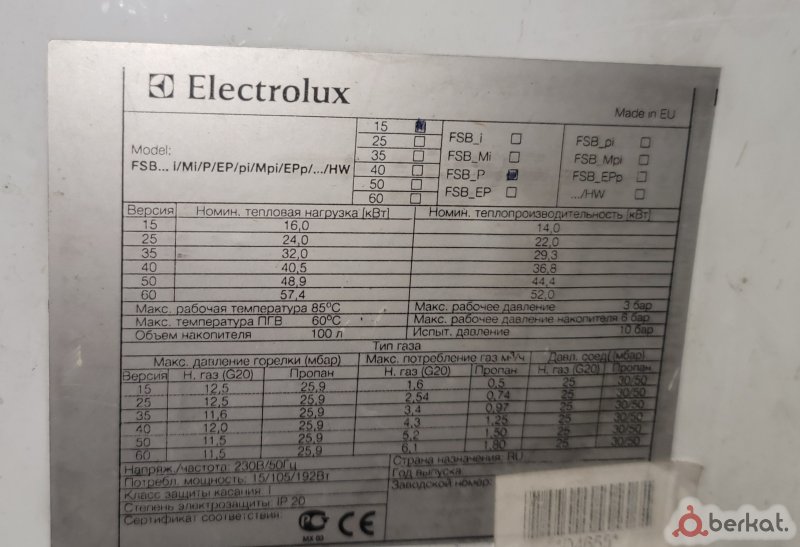 Electrolux
Made in EU
Model:
FSB... i/Mi/P/EP/pi/Mpi/EPp/.../HW
15
25
35
40
50
60
FSB_i
FSB_Mi
FSB_P
FSB_EP
FSB_pi
FSB_Mpi
FSB_EPp
.../HW
Версия Номин. тепловая нагрузка [кВт] Номин. теплопроизводительность [кВт]
15 16,0 14,0
25 24,0 22,0
35 32,0 29,3
40 40,5 36,8
50 48,9 44,4
60 57,4 52,0
Макс. рабочая температура 85°C Макс. рабочее давление 3 бар
Макс. температура ПГВ 60°C Макс. рабочее давление накопителя 6 бар
Объем накопителя 100 л Испыт. давление 10 бар
Тип газа
Макс. давление горелки (мбар) Макс. потребление газ м³/ч Давл. соед.(мбар)
Версия Н. газ (G20) Пропан Н. газ (G20) Пропан Н. газ (G20) Пропан
15 12,5 25,9 1,6 0,5 25 30/50
25 12,5 25,9 2,54 0,74 25 30/50
35 11,6 25,9 3,4 0,97 25 30/50
40 12,0 25,9 4,3 1,25 25 30/50
50 11,5 25,9 5,2 1,50 25 30/50
60 11,5 25,9 6,1 1,80 25 30/50
Напряж./частота: 230В/50Гц Страна назначения: RU
Потребл. мощность: 15/105/192Вт Год выпуска:
Класс защиты касания: I Заводской номер:
Степень электрозащиты: IP 20
Сертификат соответствия:
CE
berkat.